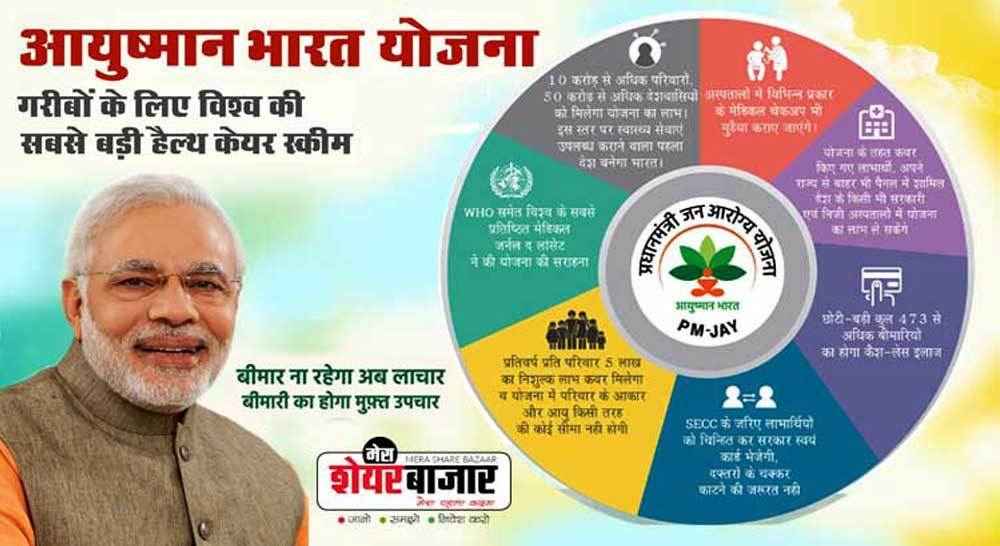 आयुष्मान भारत योजना
गरीबों के लिए विश्व की
सबसे बड़ी हैल्थ केयर स्कीम
10 करोड़ से अधिक परिवारों,
50 करोड़ से अधिक देशवासियों
को मिलेगा योजना का लाभ।
इस स्तर पर स्वास्थ्य सेवाएं
उपलब्ध कराने वाला पहला
देश बनेगा भारत।
अस्पतालों में विभिन्न प्रकार
के मेडिकल चेकअप भी
मुहैया कराए जाएंगे।
योजना के तहत कवर
किए गए लाभार्थी, अपने
राज्य से बाहर भी पैनल में शामिल
देश के किसी भी सरकारी
एवं निजी अस्पतालों में योजना
का लाभ ले सकेंगे
छोटी-बड़ी कुल 473 से
अधिक बीमारियों
का होगा कैश-लेस इलाज
SECC के जरिए लाभार्थियों
को चिन्हित कर सरकार स्वयं
कार्ड भेजेगी,
दफ्तरों के चक्कर
काटने की जरूरत नही
प्रतिवर्ष प्रति परिवार 5 लाख
का निशुल्क लाभ कवर मिलेगा
व योजना में परिवार के आकार
और आयु किसी तरह
की कोई सीमा नही होगी
WHO समेत विश्व के सबसे
प्रतिष्ठित मेडिकल
जर्नल द लांसेट
ने की योजना की सराहना
प्रधानमंत्री जन आरोग्य योजना
आयुष्मान भारत
PM-JAY
बीमार ना रहेगा अब लाचार
बीमारी का होगा मुफ़्त उपचार
मेरा
MERA SHARE BAZAAR
शेयर बाजार
मेरा पहला कदम
• जानो • समझो • निवेश करो